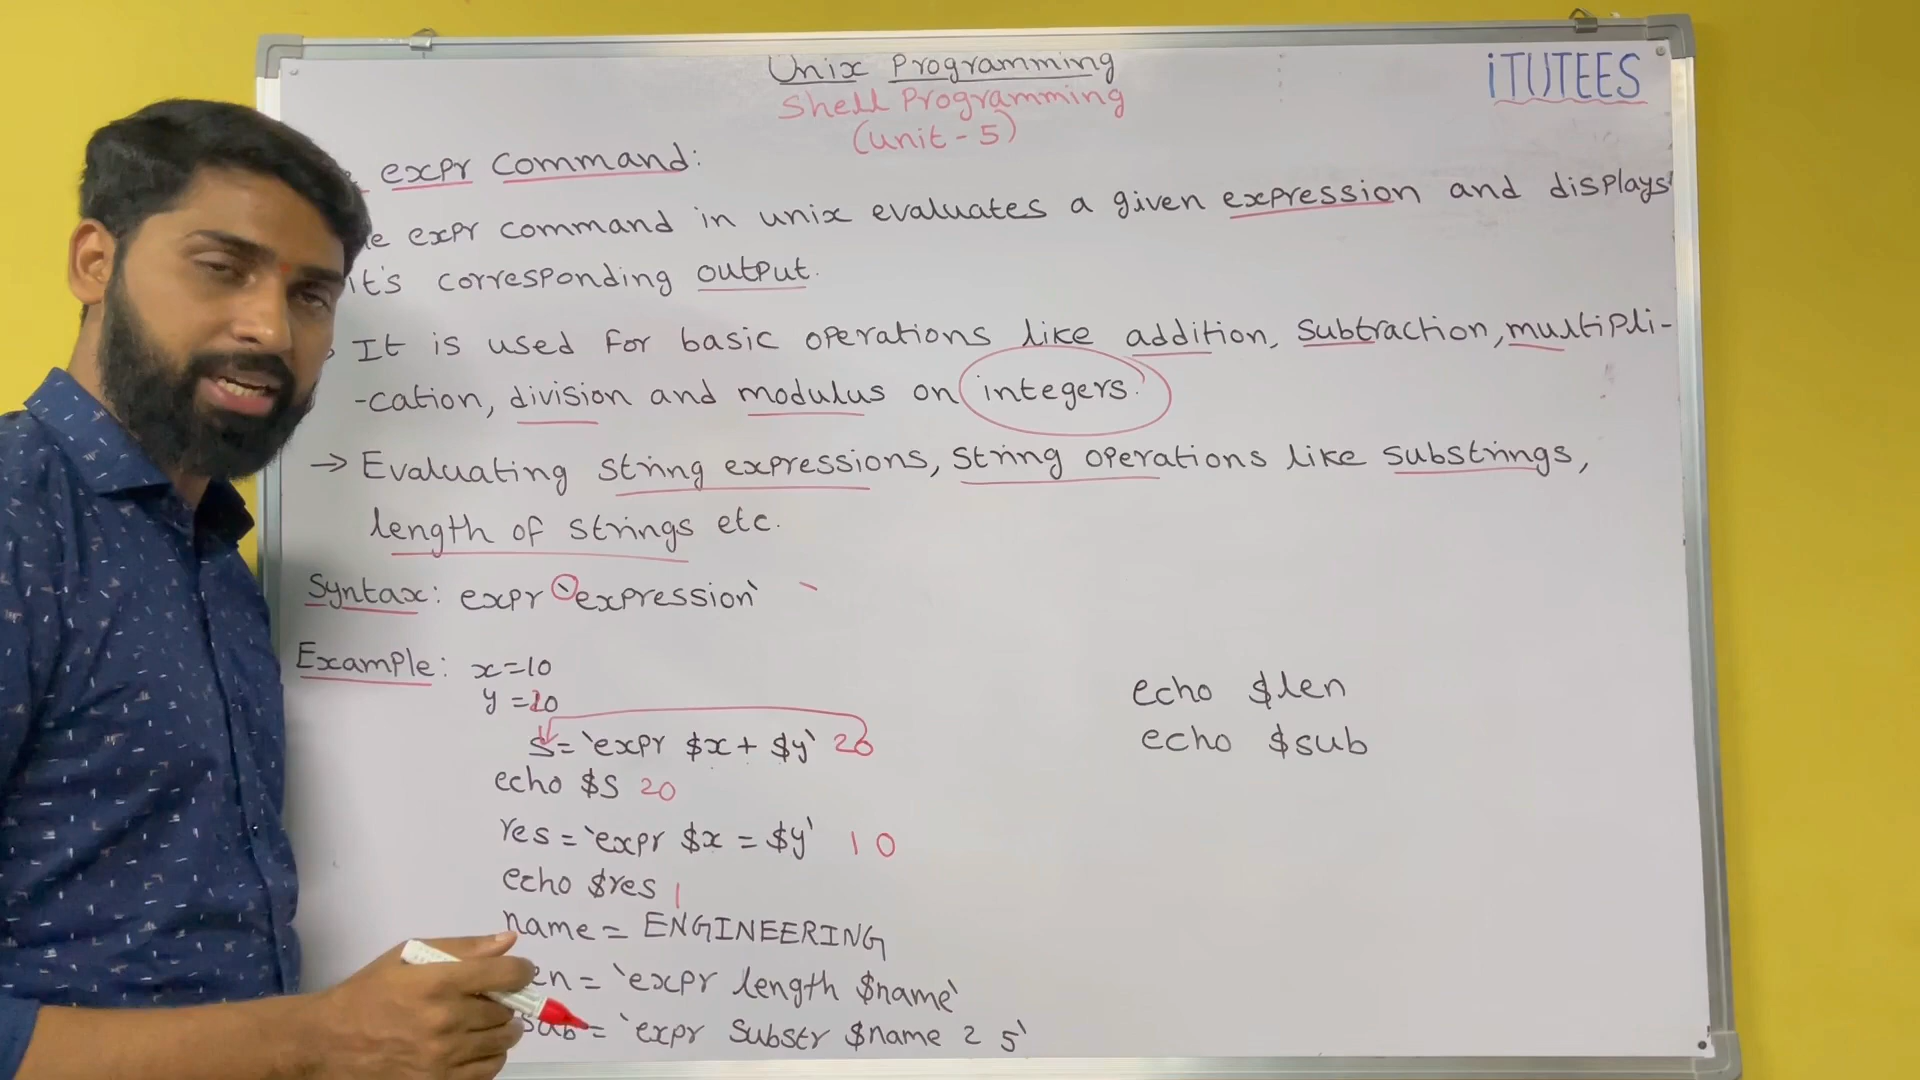 Unix Programming
iTUTEES
Shell Programming
(unit - 5)
expr Command:
expr command in unix evaluates a given expression and displays
it's corresponding output.
It is used for basic operations like addition, Subtraction, multipli-
-cation, division and modulus on integers.
→ Evaluating string expressions, string operations like substrings,
length of strings etc.
Syntax: expr `expression` `
Example: x=10
y =
S= `expr $x + $y` 20
echo $S 20
res = `expr $x = $y` 1 0
echo $res 1
name = ENGINEERING
= `expr length $name`
sub = `expr Substr $name 2 5`
echo $len
echo $sub